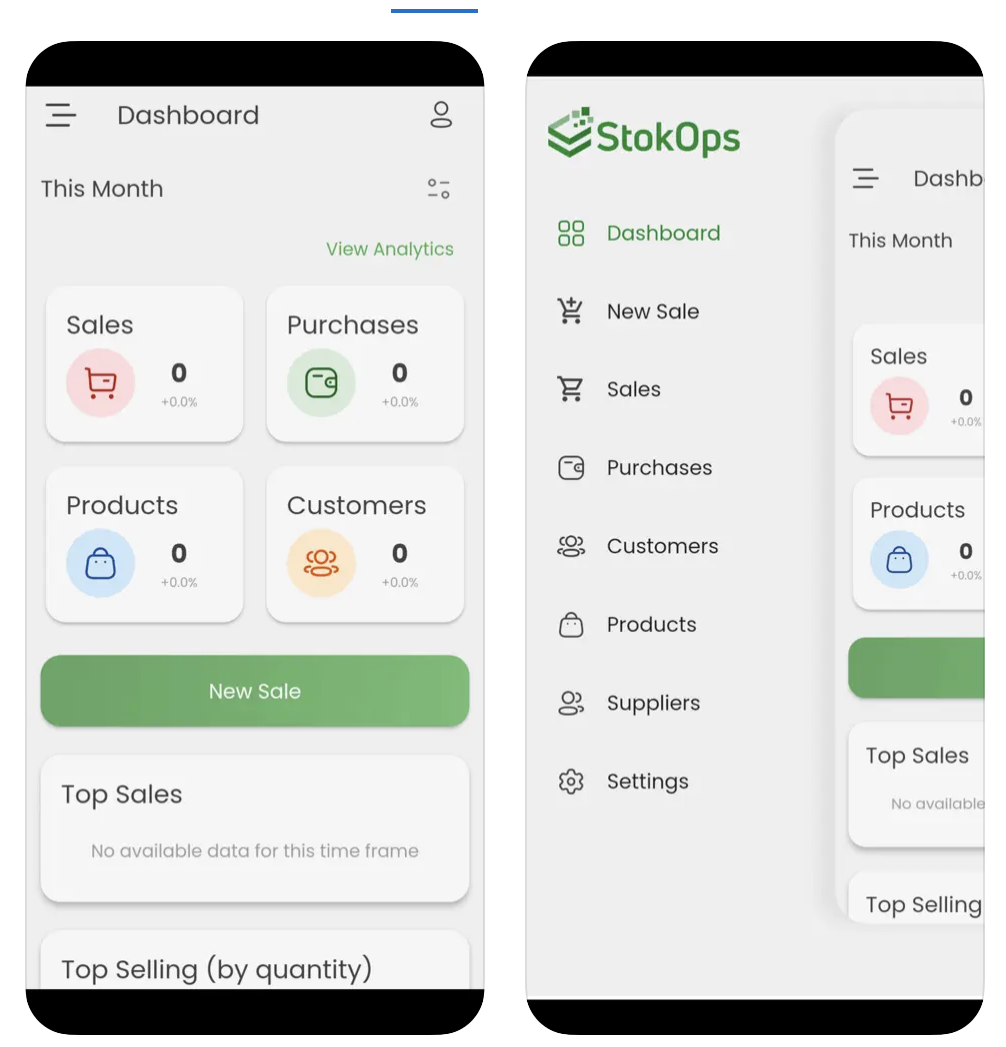 Dashboard
This Month
View Analytics
Sales
0
+0.0%
Purchases
0
+0.0%
Products
0
+0.0%
Customers
0
+0.0%
New Sale
Top Sales
No available data for this time frame
Top Selling (by quantity)
StokOps
Dashboard
New Sale
Sales
Purchases
Customers
Products
Suppliers
Settings
Dashb
This Month
Sales
0
+0.0%
Products
0
+0.0%
Top Sales
No available
Top Selling